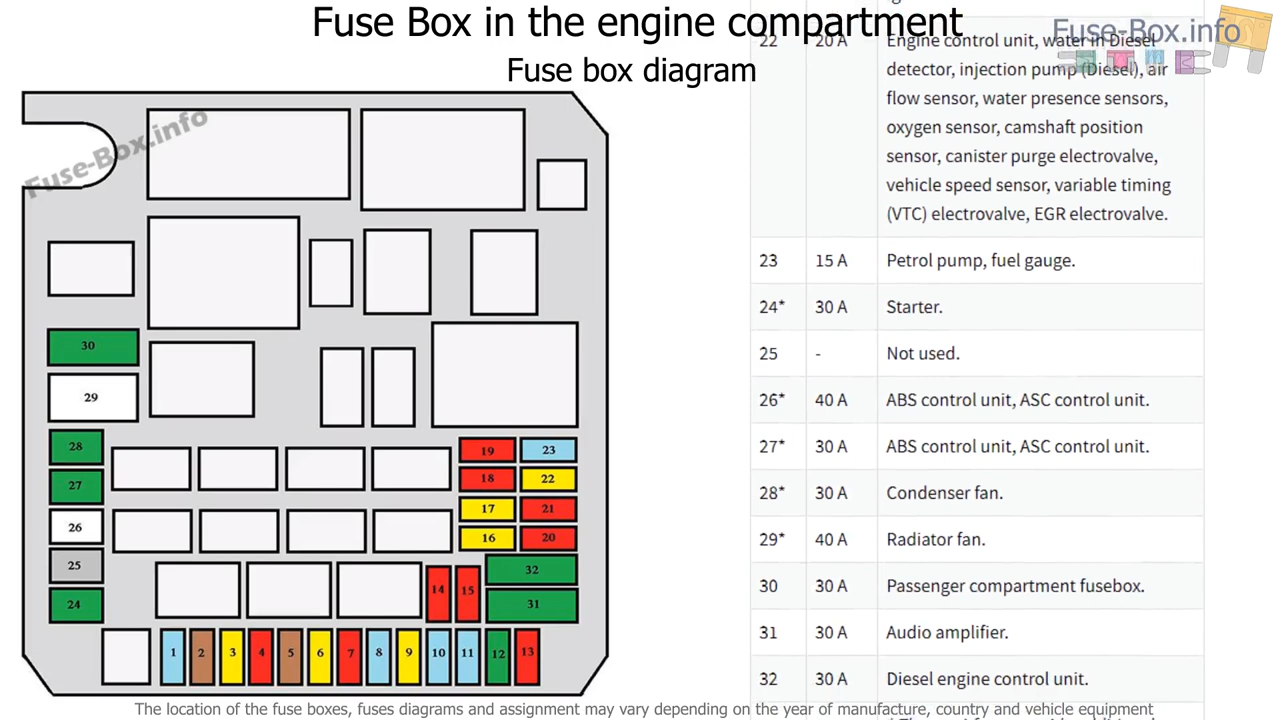 Fuse Box in the engine compartment
Fuse box diagram
Fuse-Box.info
Fuse-Box.info
30
29
28
27
26
25
24
19 23
18 22
17 21
16 20
32
14 15
31
1 2 3 4 5 6 7 8 9 10 11 12 13
22 20 A Engine control unit, water in Diesel
detector, injection pump (Diesel), air
flow sensor, water presence sensors,
oxygen sensor, camshaft position
sensor, canister purge electrovalve,
vehicle speed sensor, variable timing
(VTC) electrovalve, EGR electrovalve.
23 15 A Petrol pump, fuel gauge.
24* 30 A Starter.
25 - Not used.
26* 40 A ABS control unit, ASC control unit.
27* 30 A ABS control unit, ASC control unit.
28* 30 A Condenser fan.
29* 40 A Radiator fan.
30 30 A Passenger compartment fusebox.
31 30 A Audio amplifier.
32 30 A Diesel engine control unit.
The location of the fuse boxes, fuses diagrams and assignment may vary depending on the year of manufacture, country and vehicle equipment